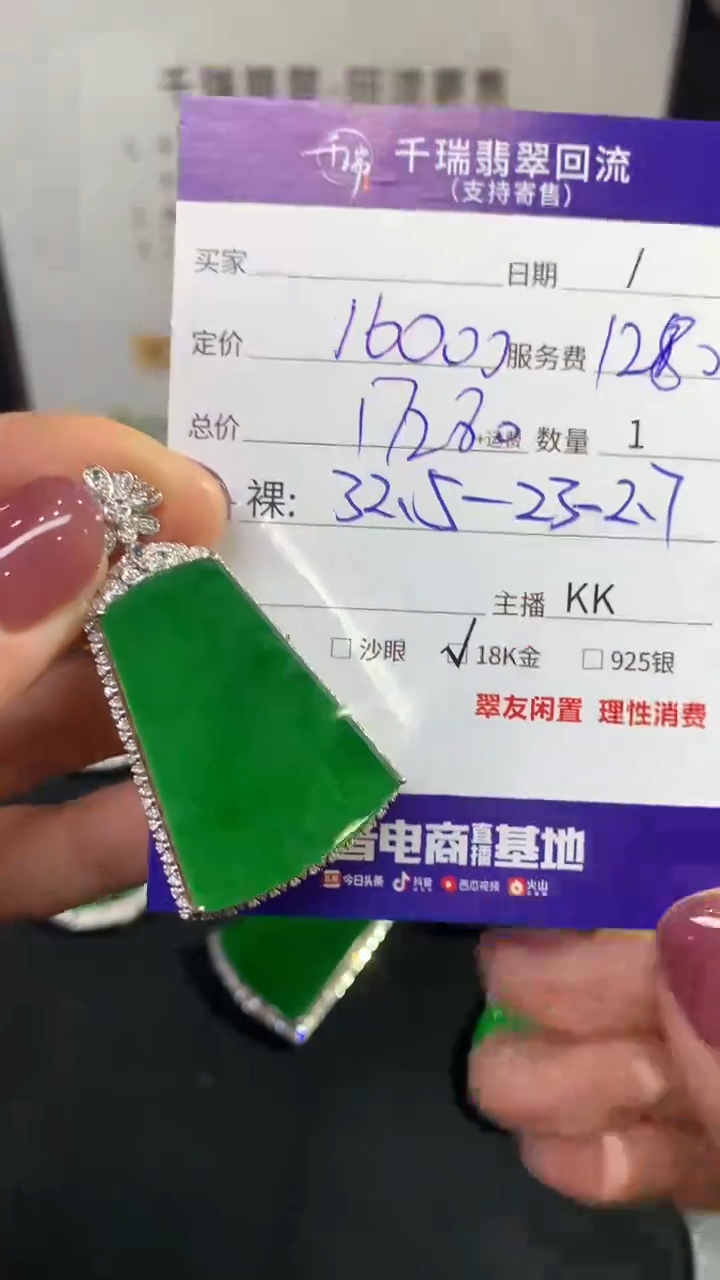 千瑞翡翠回流
(支持寄售)
买家 日期 /
定价 16000 服务费 1280
总价 17280 +运费 数量 1
裸: 32.5-23-2.7
主播 KK
□ 沙眼 ☑ 18K金 □ 925银
翠友闲置 理性消费
电商直播基地
今日头条 抖音 西瓜视频 火山